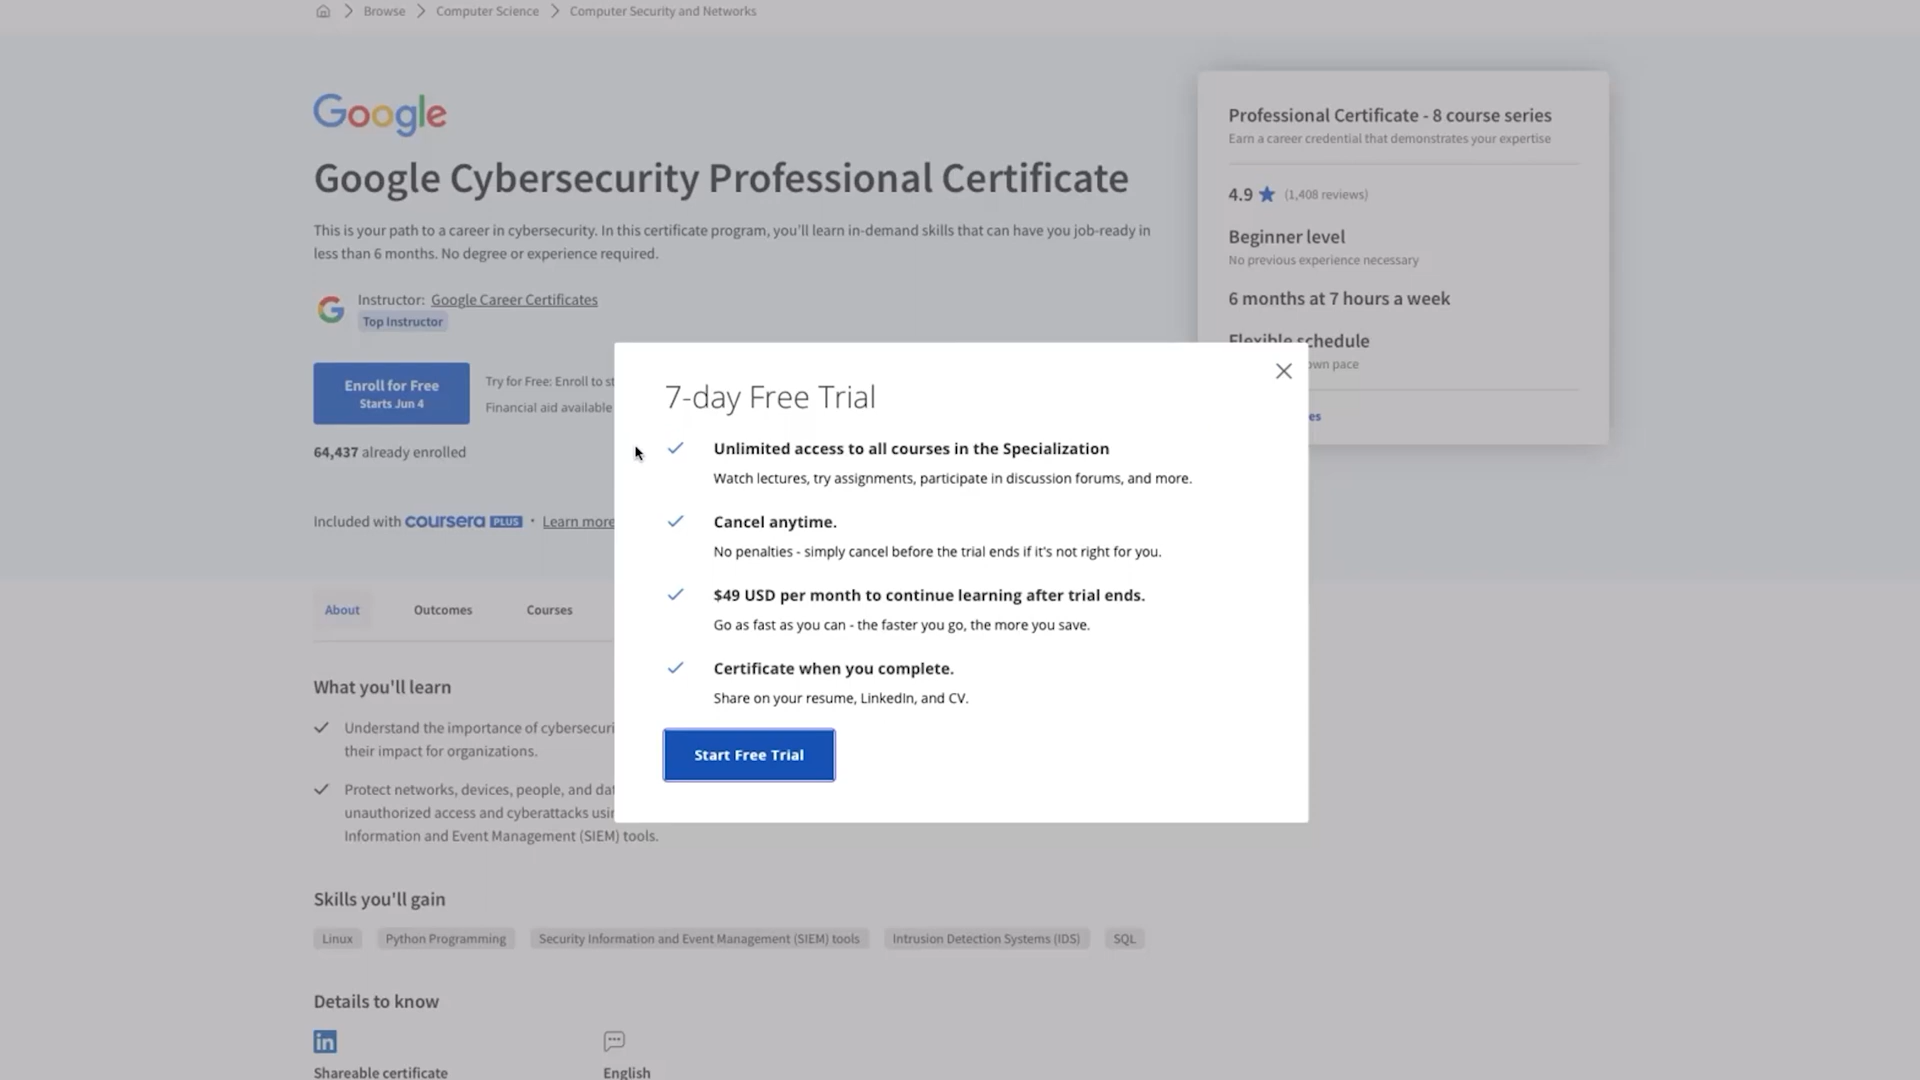 Browse
Computer Science
Computer Security and Networks
Google
Google Cybersecurity Professional Certificate
This is your path to a career in cybersecurity. In this certificate program, you'll learn in-demand skills that can have you job-ready in
less than 6 months. No degree or experience required.
Instructor: Google Career Certificates
Top Instructor
Enroll for Free
Starts Jun 4
Try for Free: Enroll to st
Financial aid available
64,437 already enrolled
Included with coursera PLUS • Learn more
Professional Certificate - 8 course series
Earn a career credential that demonstrates your expertise
4.9 ★ (1,408 reviews)
Beginner level
No previous experience necessary
6 months at 7 hours a week
Flexible schedule
own pace
es
7-day Free Trial
Unlimited access to all courses in the Specialization
Watch lectures, try assignments, participate in discussion forums, and more.
Cancel anytime.
No penalties - simply cancel before the trial ends if it's not right for you.
$49 USD per month to continue learning after trial ends.
Go as fast as you can - the faster you go, the more you save.
Certificate when you complete.
Share on your resume, LinkedIn, and CV.
Start Free Trial
About
Outcomes
Courses
What you'll learn
Understand the importance of cybersecuri
their impact for organizations.
Protect networks, devices, people, and dat
unauthorized access and cyberattacks usin
Information and Event Management (SIEM) tools.
Skills you'll gain
Linux
Python Programming
Security Information and Event Management (SIEM) tools
Intrusion Detection Systems (IDS)
SQL
Details to know
in
Shareable certificate
English